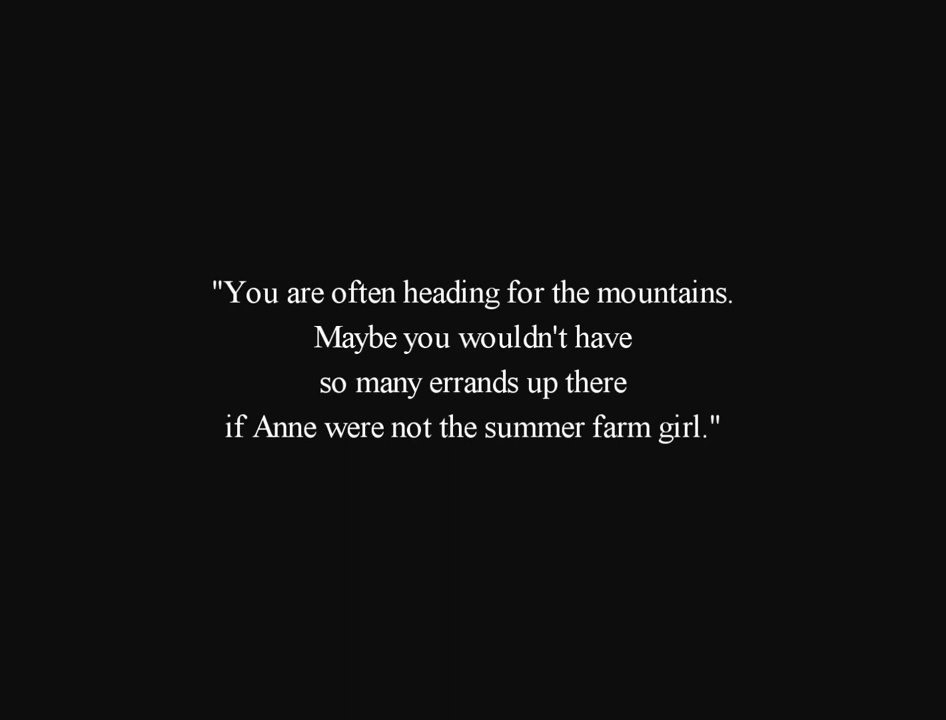 "You are often heading for the mountains.
Maybe you wouldn't have
so many errands up there
if Anne were not the summer farm girl."